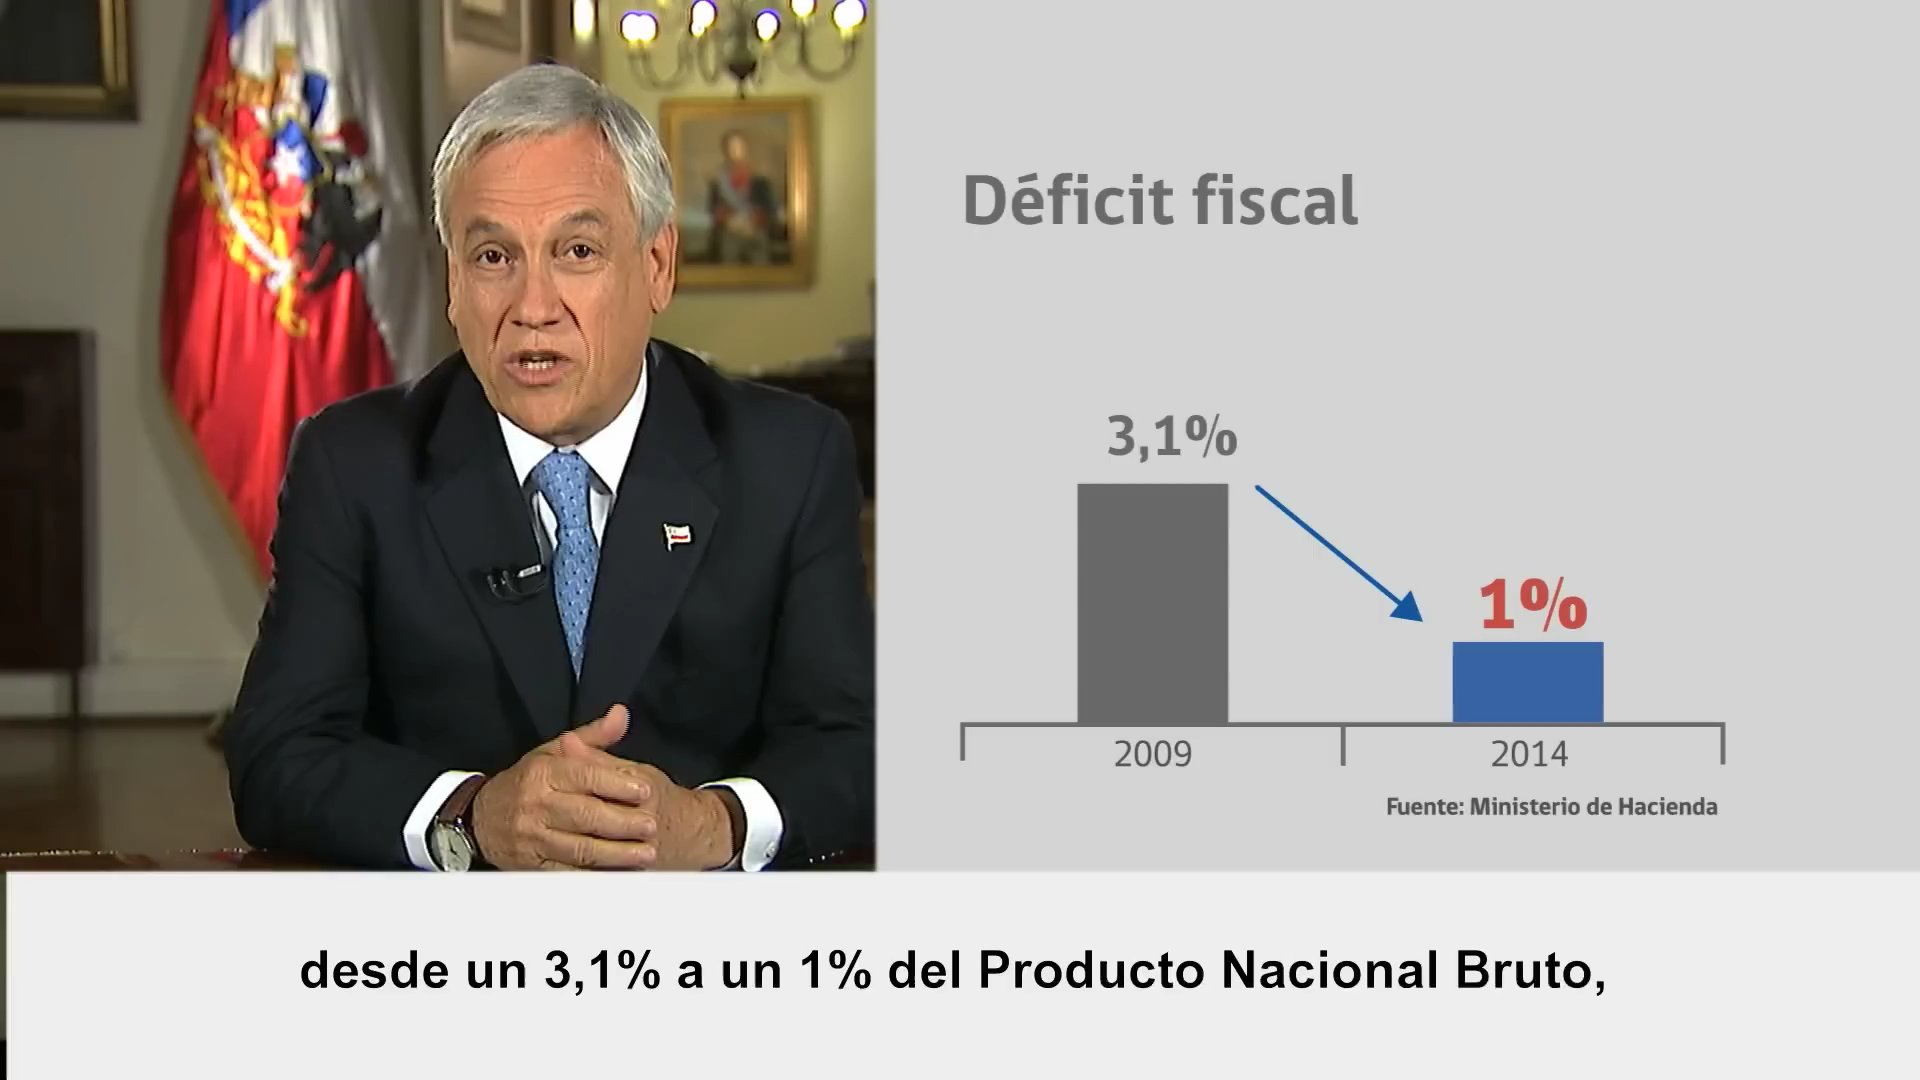 Déficit fiscal
3,1%
1%
2009
2014
Fuente: Ministerio de Hacienda
desde un 3,1% a un 1% del Producto Nacional Bruto,